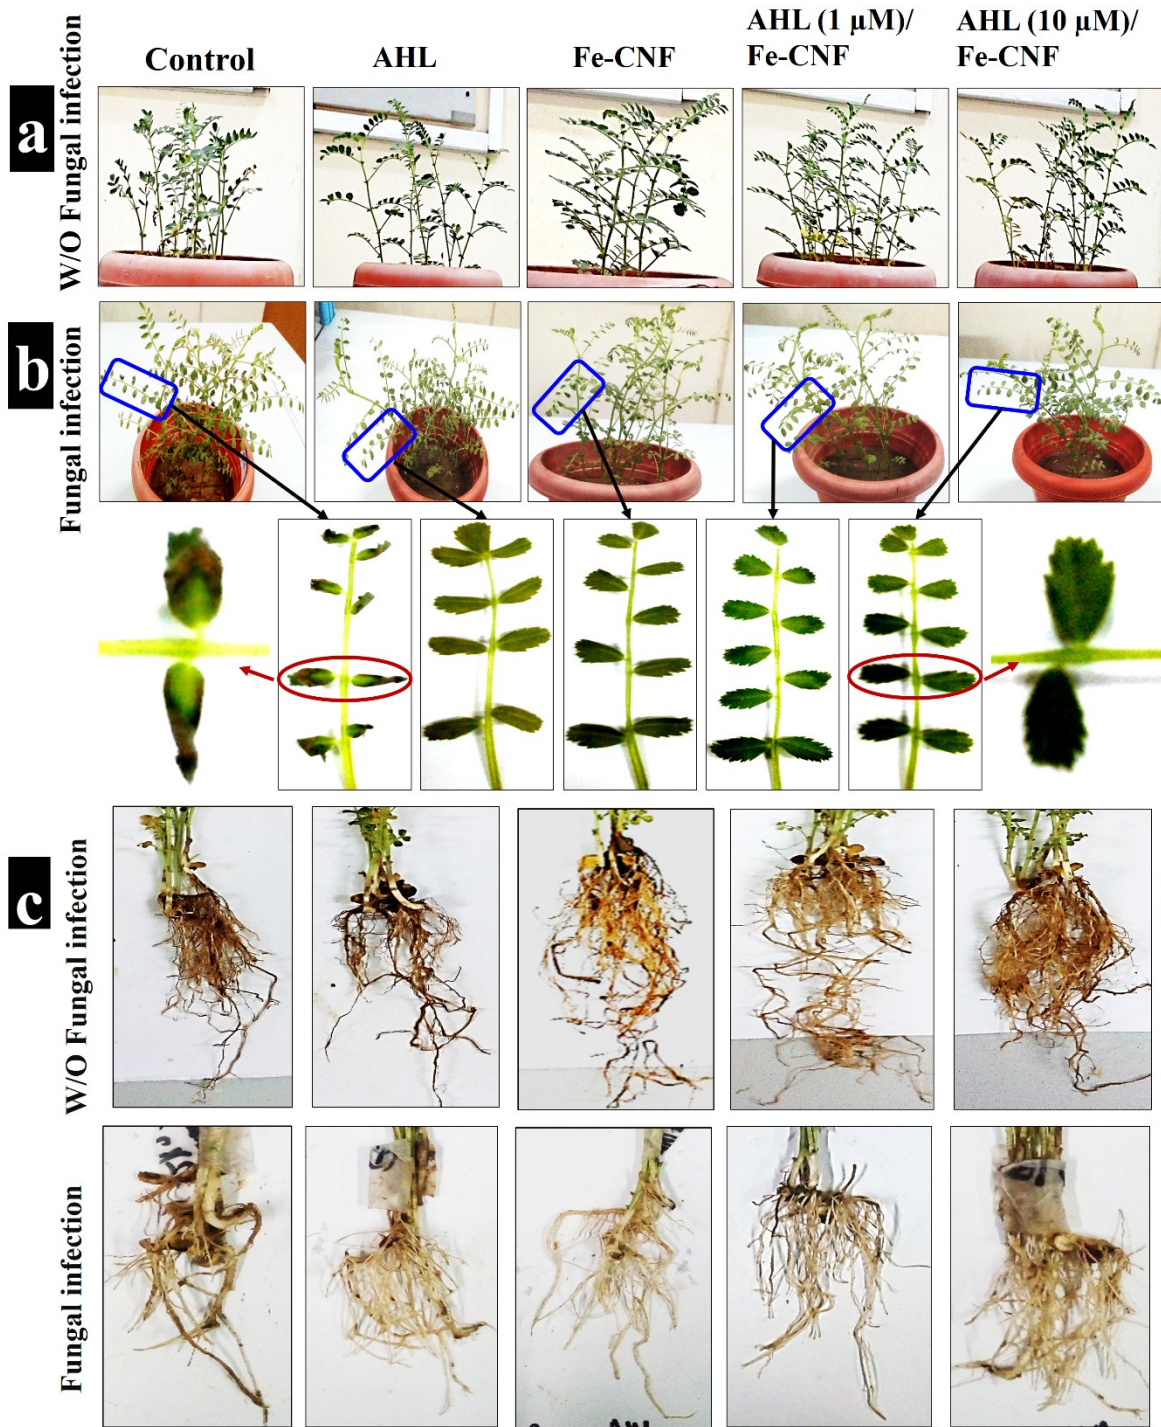 Control
AHL
Fe-CNF
AHL (1 µM)/
Fe-CNF
AHL (10 µM)/
Fe-CNF
a
W/O Fungal infection
b
Fungal infection
c
W/O Fungal infection
Fungal infection